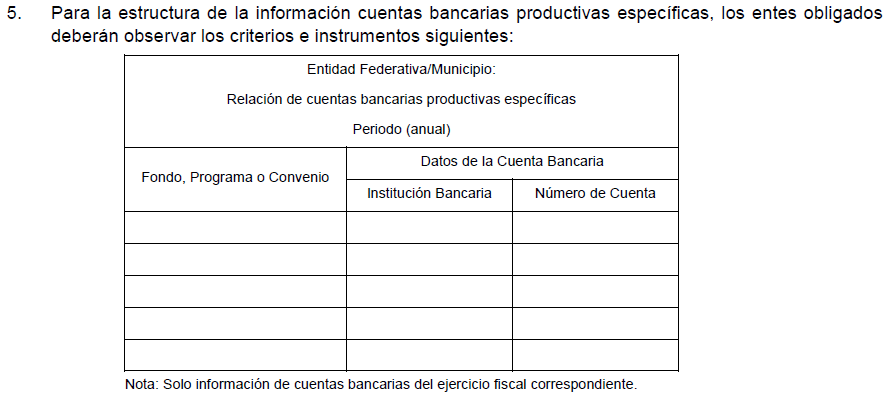 5. Para la estructura de la información cuentas bancarias productivas específicas, los entes obligados
deberán observar los criterios e instrumentos siguientes:
Entidad Federativa/Municipio:
Relación de cuentas bancarias productivas específicas
Periodo (anual)
Fondo, Programa o Convenio
Datos de la Cuenta Bancaria
Institución Bancaria
Número de Cuenta
Nota: Solo información de cuentas bancarias del ejercicio fiscal correspondiente.